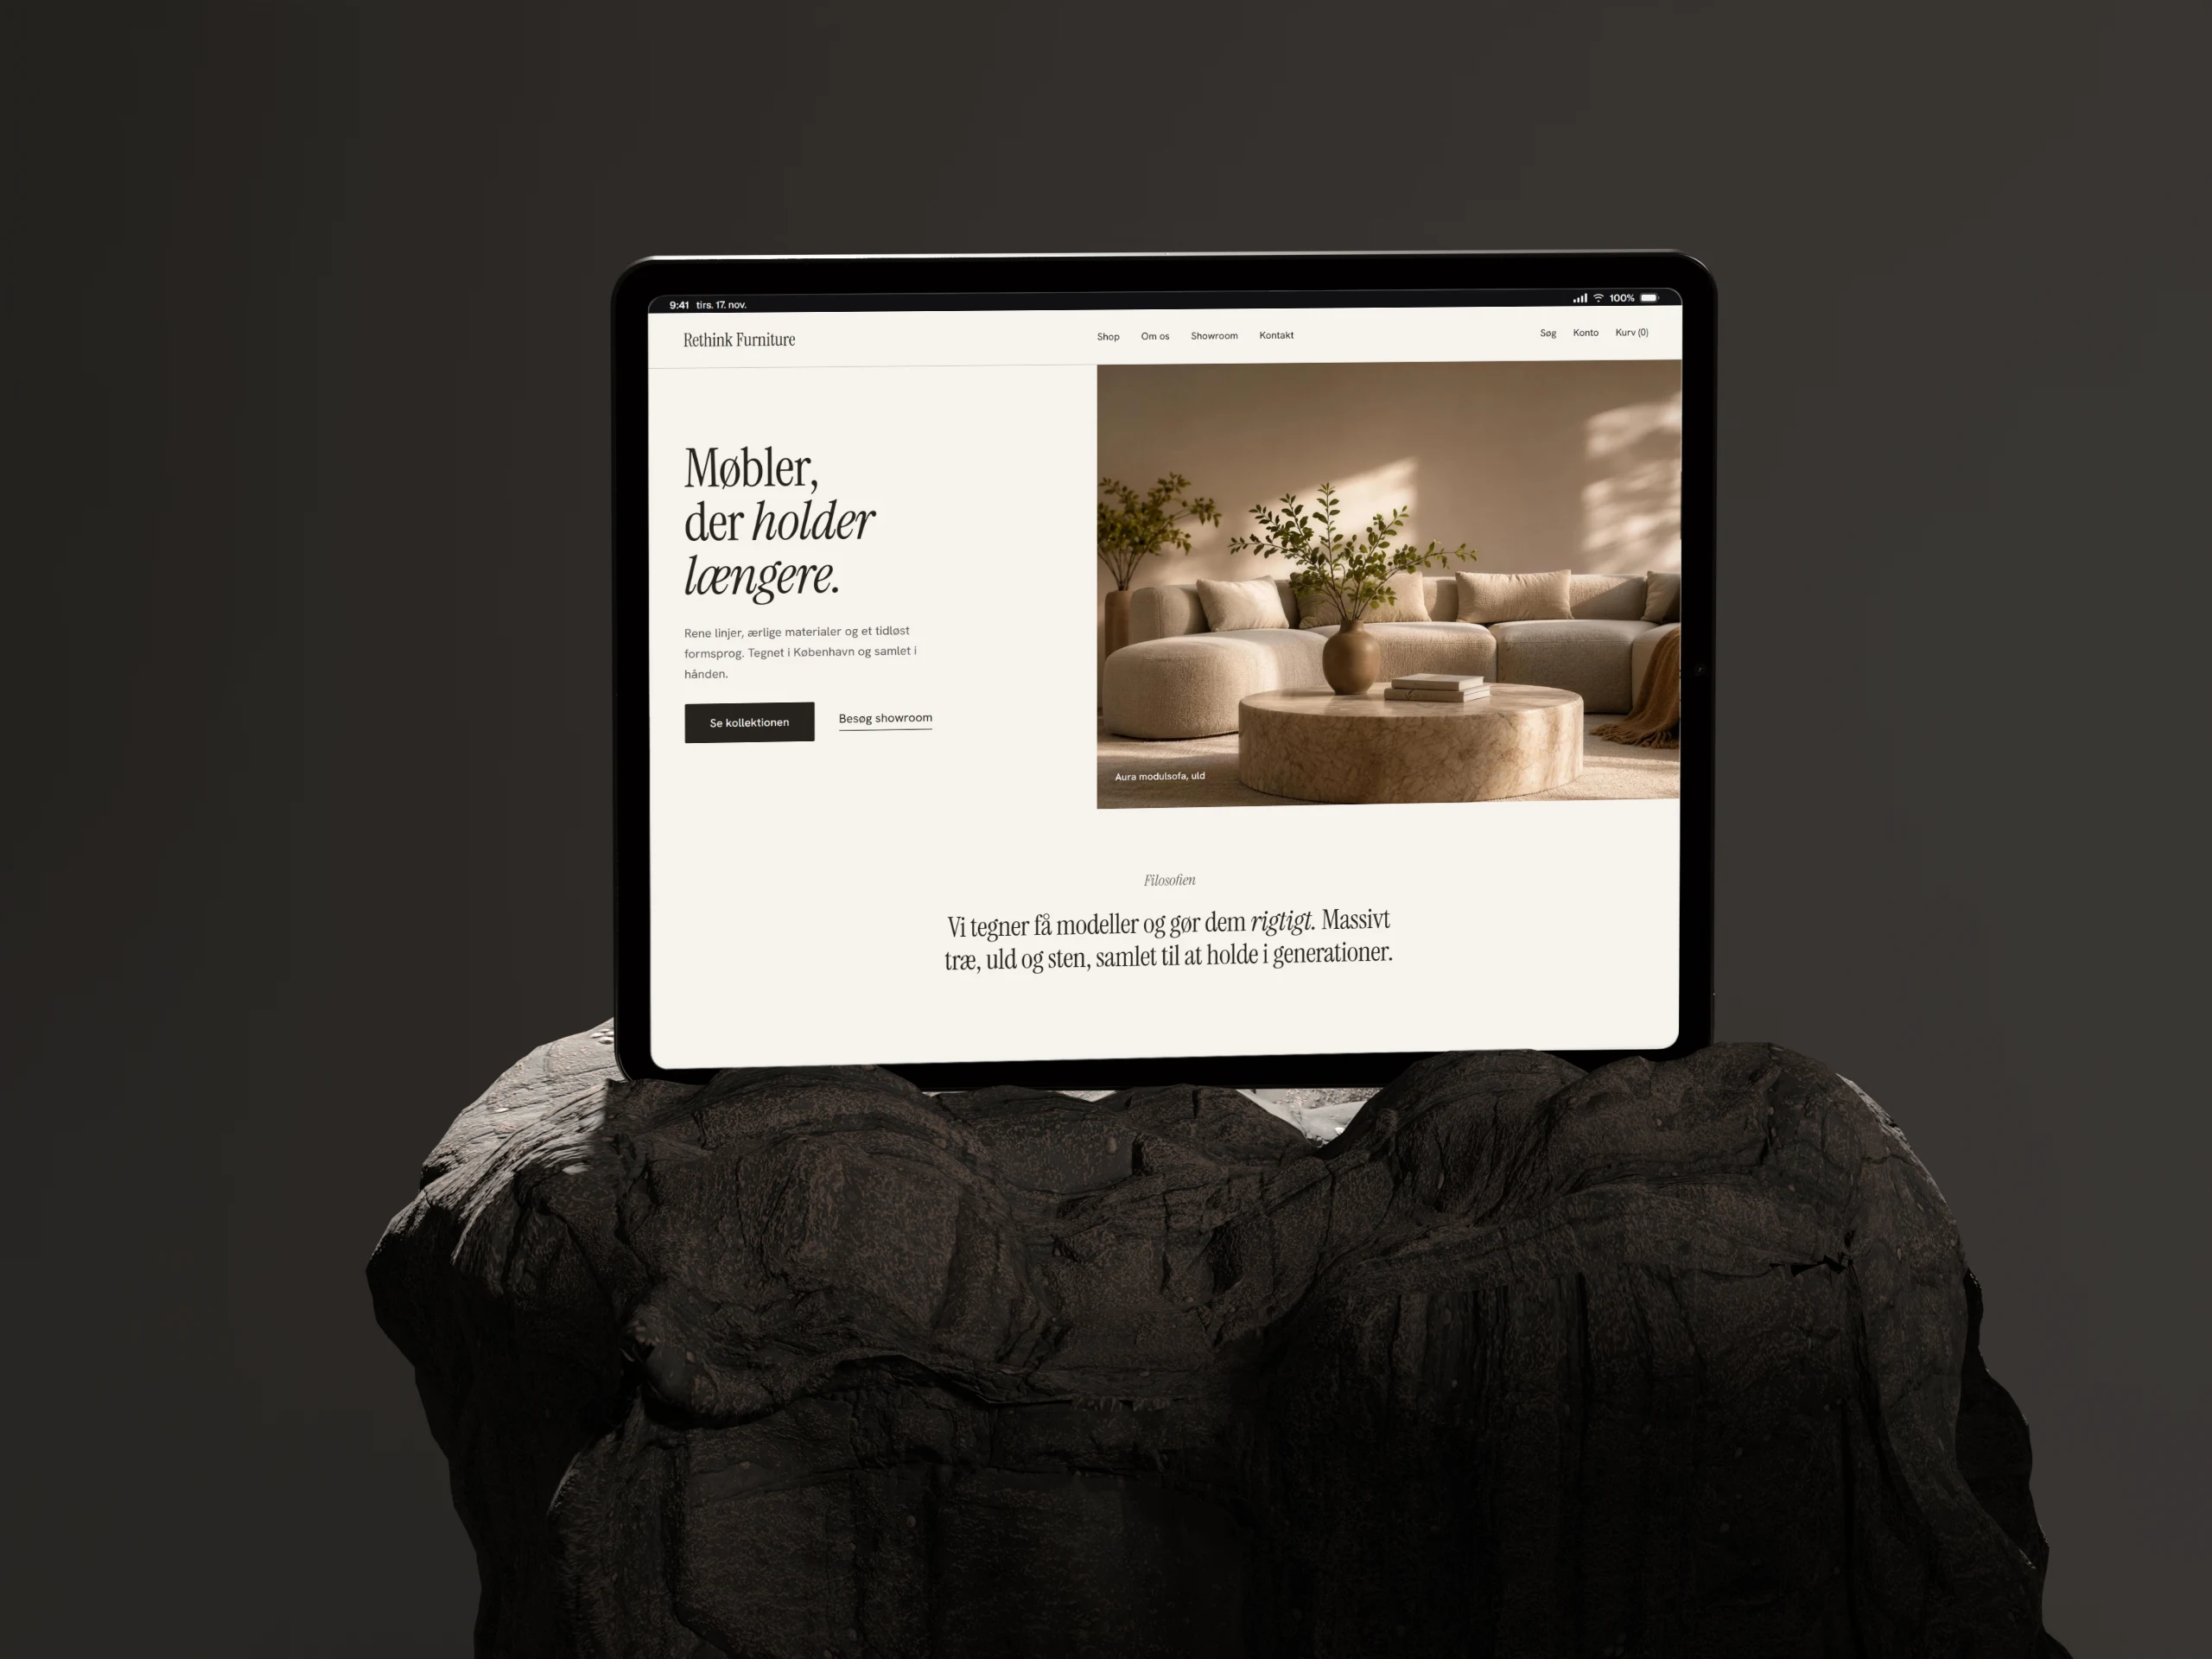 9:41 tirs. 17. nov.
100%
Rethink Furniture
Shop Om os Showroom Kontakt
Søg Konto Kurv (0)
Møbler,
der holder
længere.
Rene linjer, ærlige materialer og et tidløst
formsprog. Tegnet i København og samlet i
hånden.
Se kollektionen
Besøg showroom
Aura modulsofa, uld
Filosofien
Vi tegner få modeller og gør dem rigtigt. Massivt
træ, uld og sten, samlet til at holde i generationer.